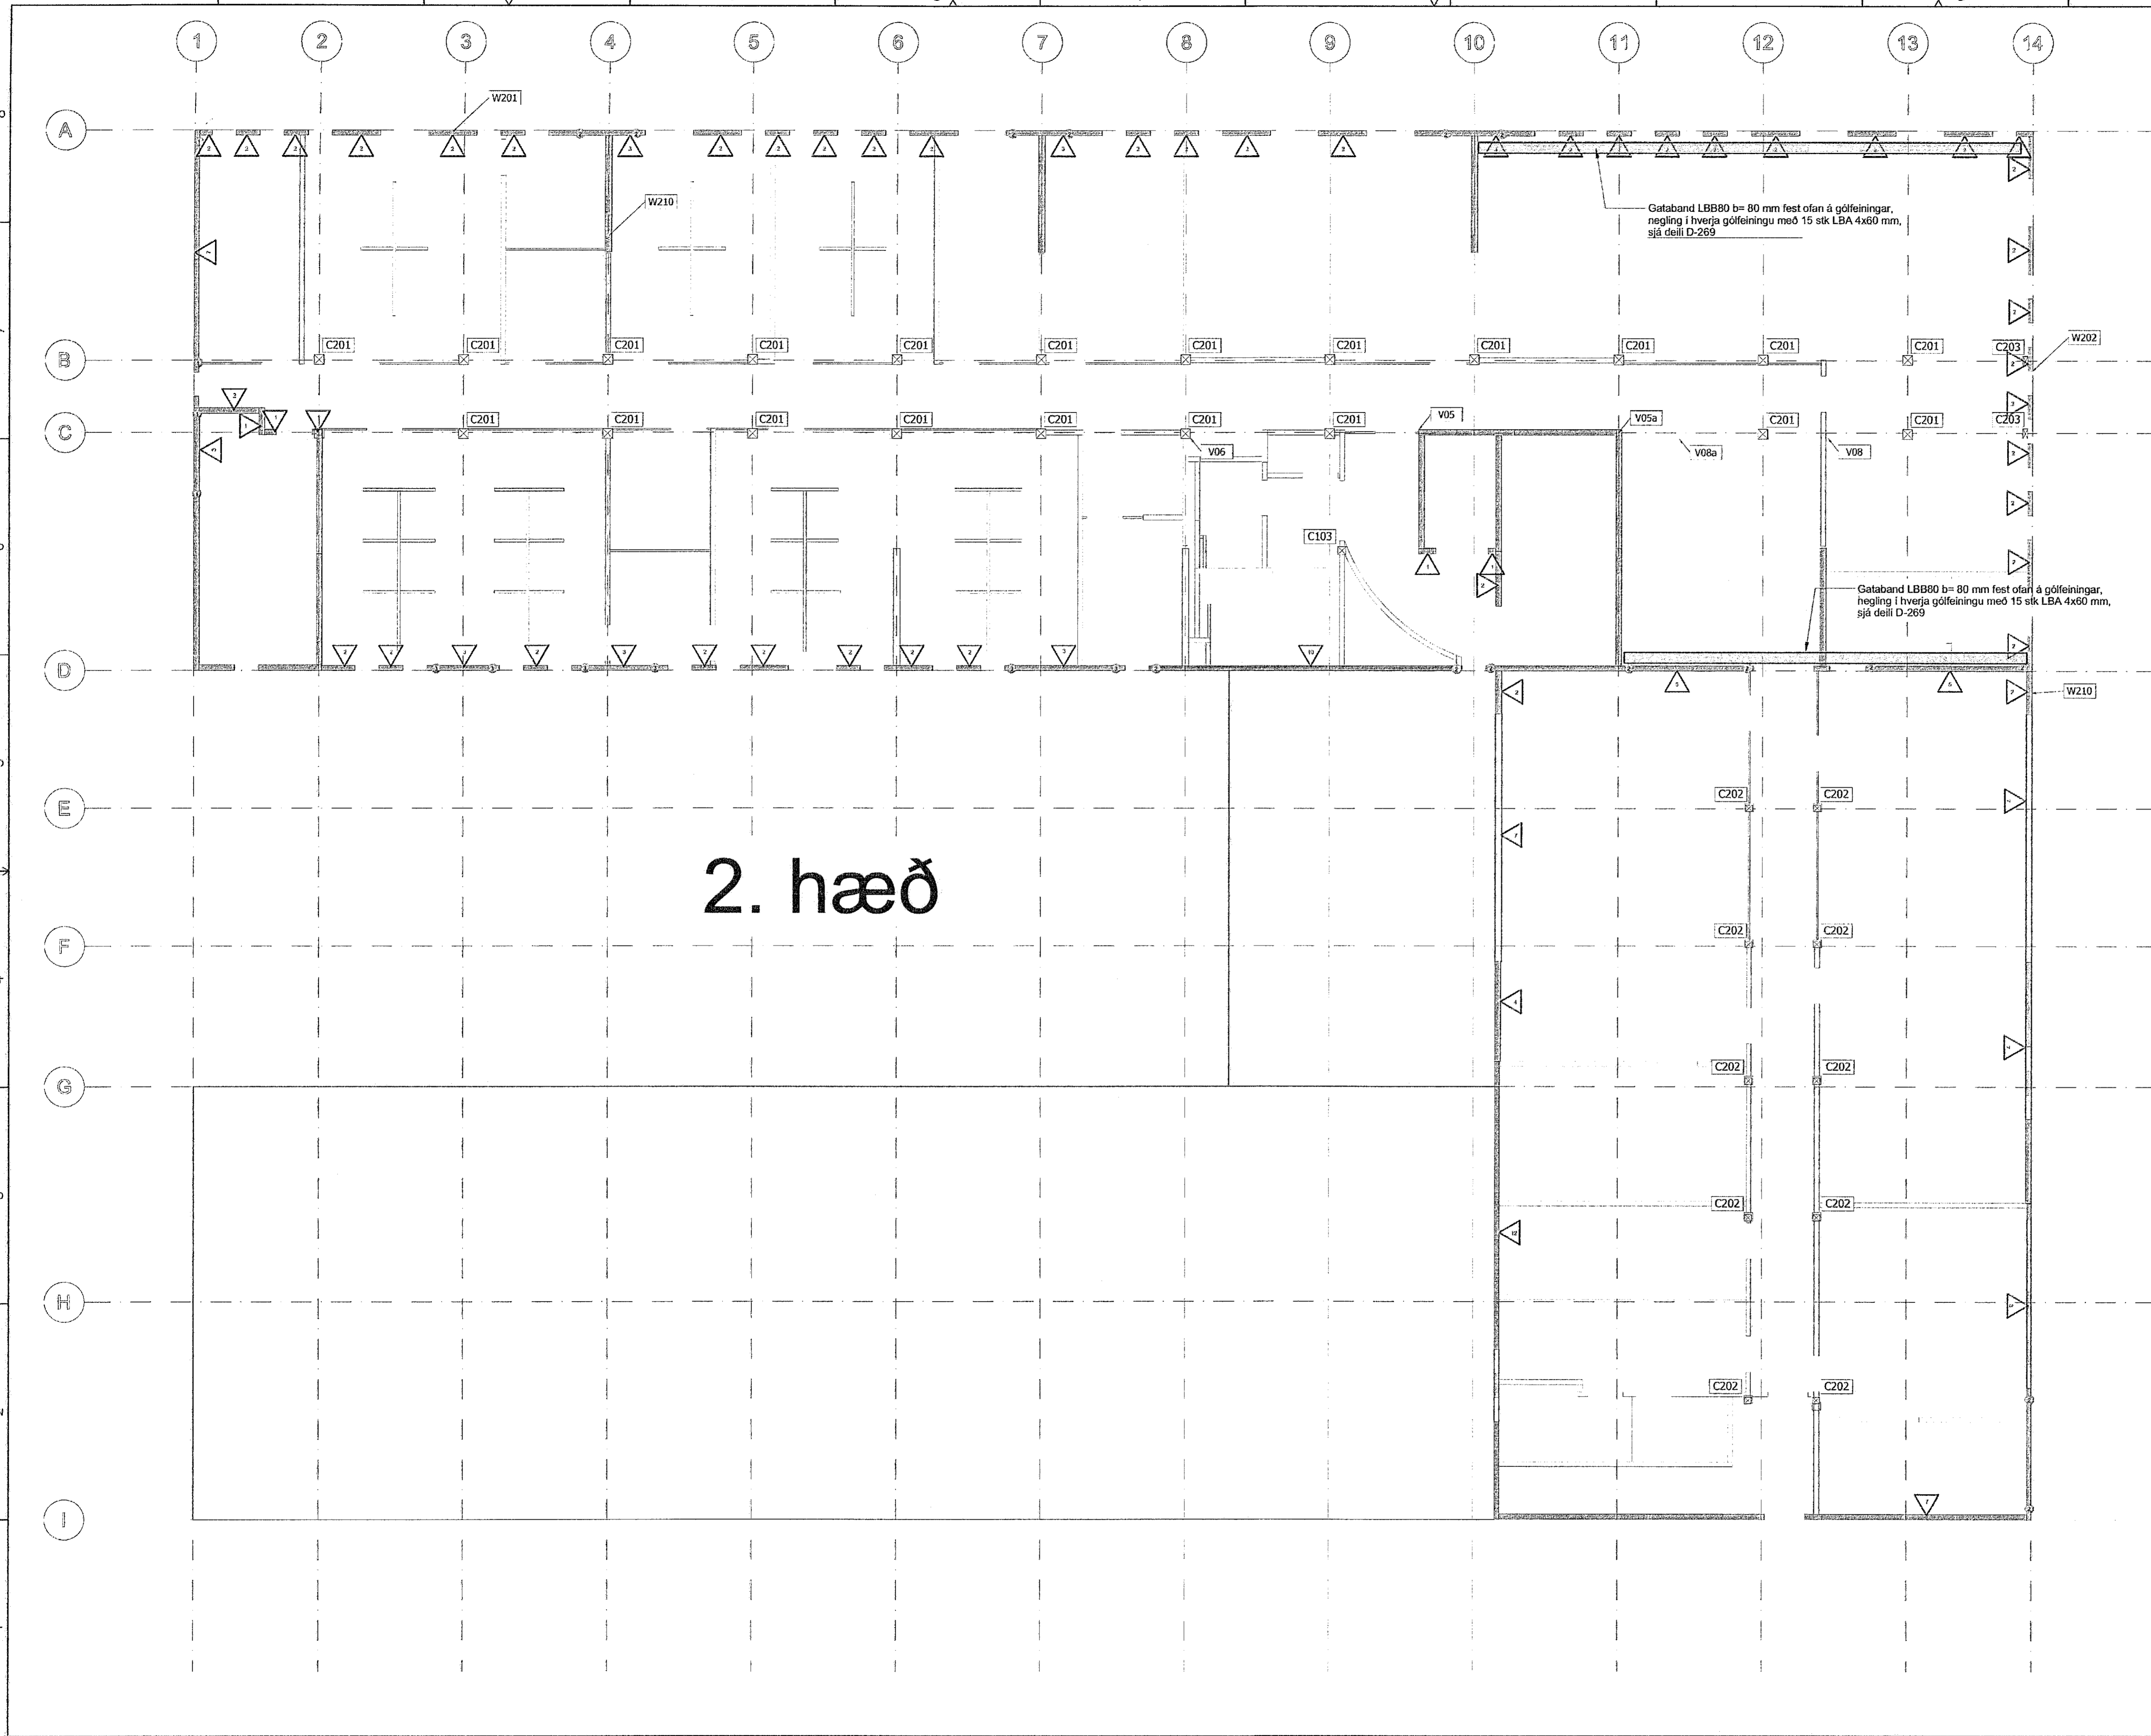 1 2 3 4 5 6 7 8 9 10 11 12 13 14
W201
A
W210
Gataband LBB80 b= 80 mm fest ofan á gólfeiningar,
negling í hverja gólfeiningu með 15 stk LBA 4x60 mm,
sjá deili D-269
W202
B
C201 C201 C201 C201 C201 C201 C201 C201 C201 C201 C201 C201 C203
C
C201 C201 C201 C201 C201 C201 C201 V05 V05a C201 C201 C203
V06 V08a V08
C103
Gataband LBB80 b= 80 mm fest ofan á gólfeiningar,
negling í hverja gólfeiningu með 15 stk LBA 4x60 mm,
sjá deili D-269
D
W210
E
C202 C202
2. hæð
F
C202 C202
G
C202 C202
C202 C202
H
C202 C202
I